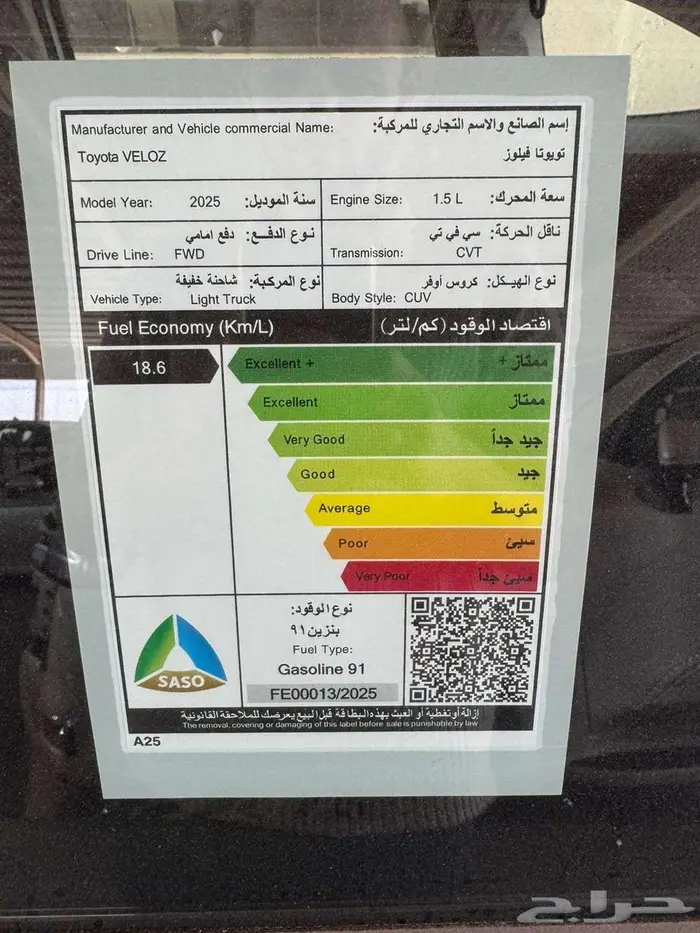 Manufacturer and Vehicle commercial Name: إسم الصانع والاسم التجاري للمركبة:
Toyota VELOZ تويوتا فيلوز
Model Year: 2025 سنة الموديل: Engine Size: 1.5 L سعة المحرك:
نوع الدفع: دفع امامي ناقل الحركة: سي في تي
Drive Line: FWD Transmission: CVT
نوع المركبة: شاحنة خفيفة نوع الهيكل: كروس أوفر
Vehicle Type: Light Truck Body Style: CUV
Fuel Economy (Km/L) اقتصاد الوقود (كم/لتر)
18.6 Excellent + ممتاز +
Excellent ممتاز
Very Good جيد جداً
Good جيد
Average متوسط
Poor سيئ
Very Poor سيئ جداً
نوع الوقود:
بنزين ٩١
Fuel Type:
Gasoline 91
FE00013/2025
SASO
إزالة أو تغطية أو العبث بهذه البطاقة قبل البيع يعرضك للملاحقة القانونية
The removal, covering or damaging of this label before sale is punishable by law
A25
حراج